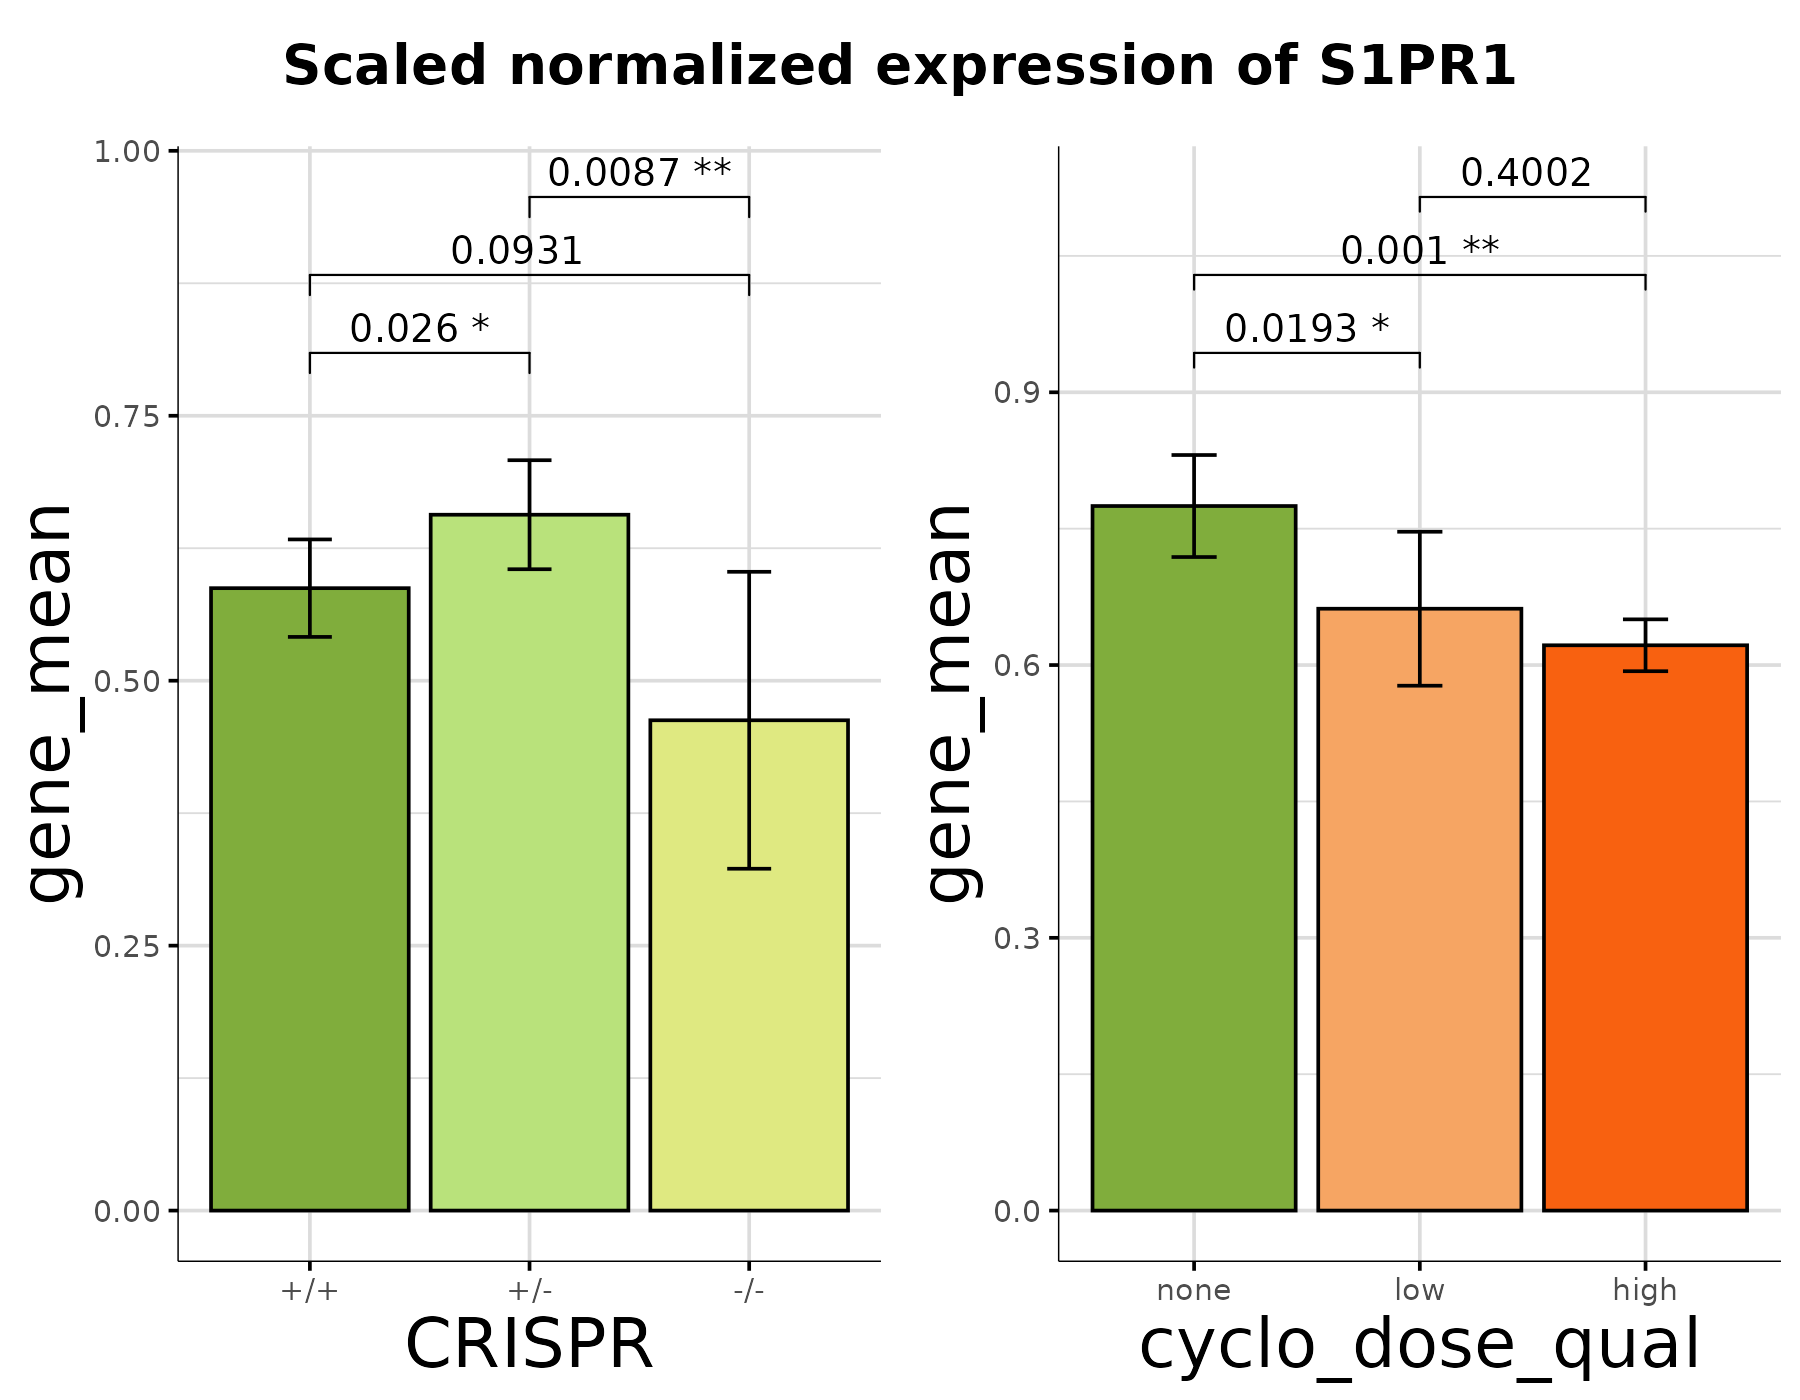 Scaled normalized expression of S1PR1
gene_mean
1.00
0.75
0.50
0.25
0.00
0.0087 **
0.0931
0.026 *
+/+
+/-
-/-
CRISPR
gene_mean
0.9
0.6
0.3
0.0
0.4002
0.001 **
0.0193 *
none
low
high
cyclo_dose_qual